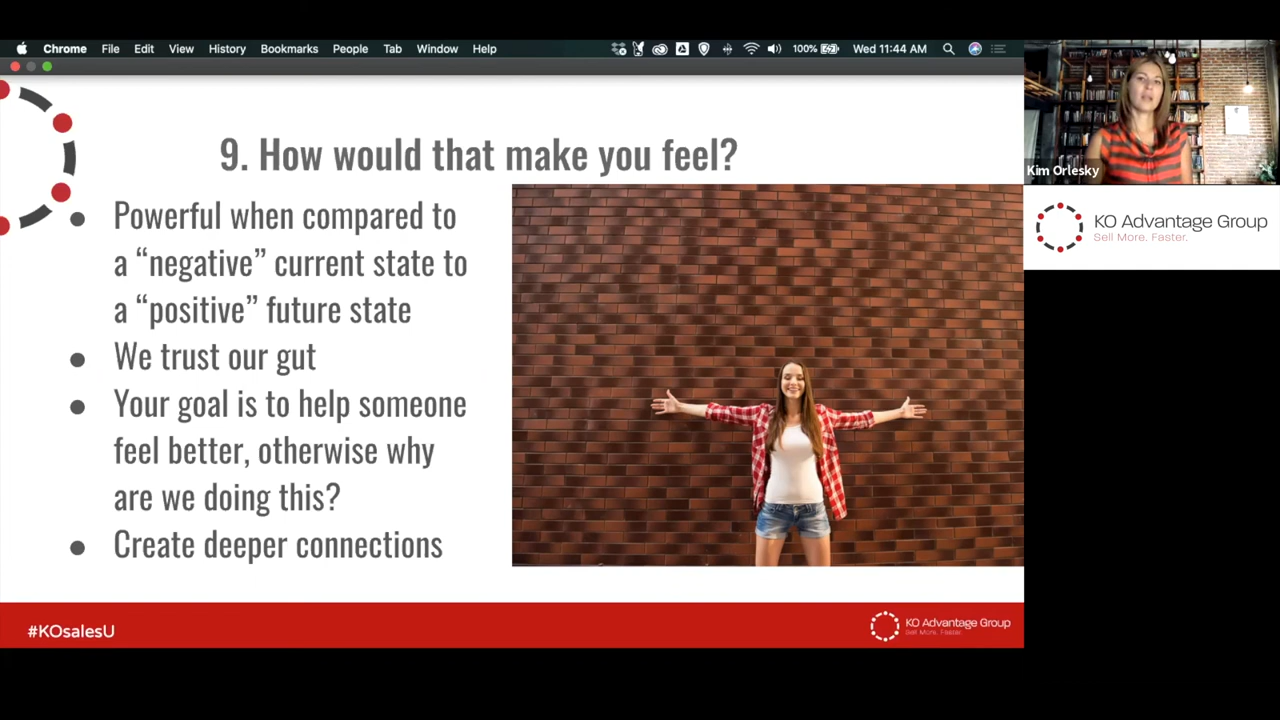 Chrome File Edit View History Bookmarks People Tab Window Help 100% Wed 11:44 AM
9. How would that make you feel?
● Powerful when compared to
a “negative” current state to
a “positive” future state
● We trust our gut
● Your goal is to help someone
feel better, otherwise why
are we doing this?
● Create deeper connections
#KOsalesU
KO Advantage Group
Sell More. Faster.
Kim Orlesky
KO Advantage Group
Sell More. Faster.